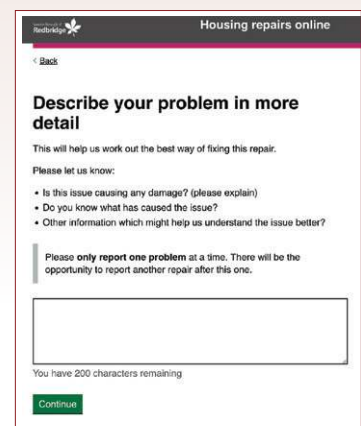 Redbridge
Housing repairs online
< Back
Describe your problem in more
detail
This will help us work out the best way of fixing this repair.
Please let us know:
• Is this issue causing any damage? (please explain)
• Do you know what has caused the issue?
• Other information which might help us understand the issue better?
Please only report one problem at a time. There will be the
opportunity to report another repair after this one.
You have 200 characters remaining
Continue